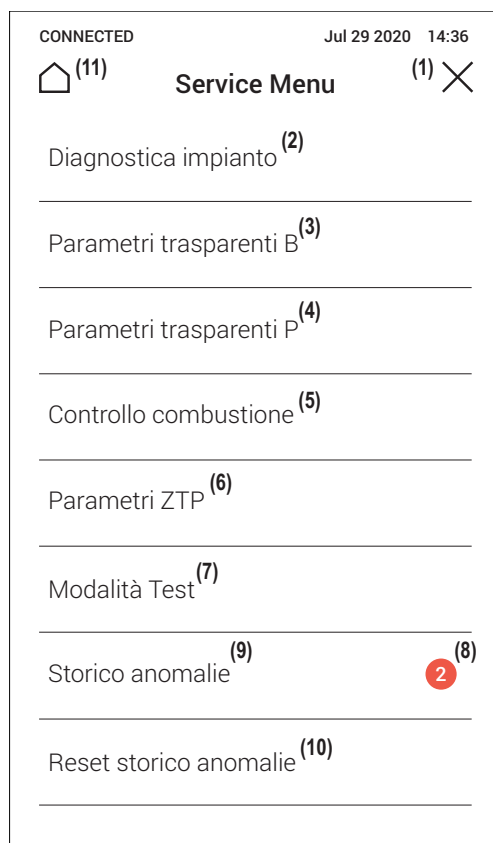 CONNECTED Jul 29 2020 14:36
(11) Service Menu (1)
Diagnostica impianto (2)
Parametri trasparenti B (3)
Parametri trasparenti P (4)
Controllo combustione (5)
Parametri ZTP (6)
Modalità Test (7)
Storico anomalie (9) 2 (8)
Reset storico anomalie (10)